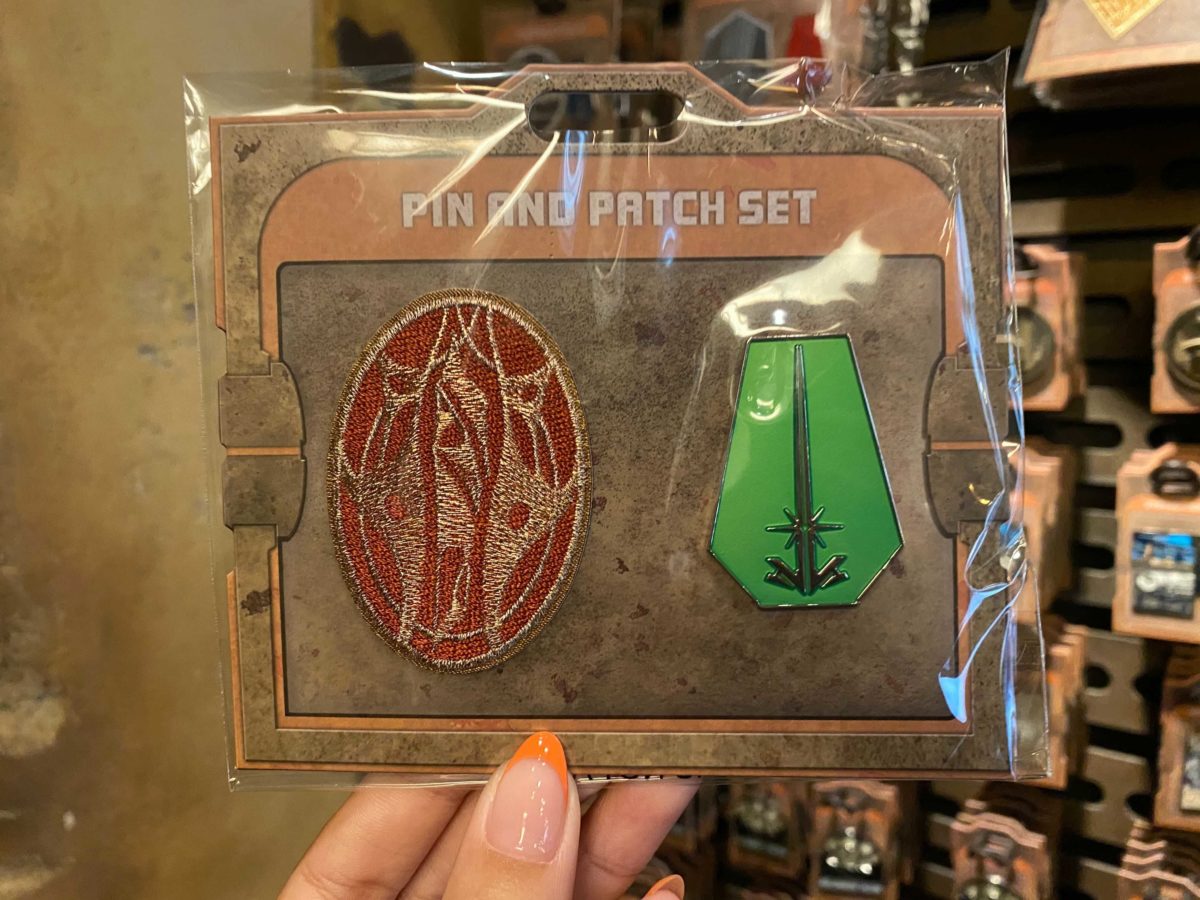 PIN AND PATCH SET